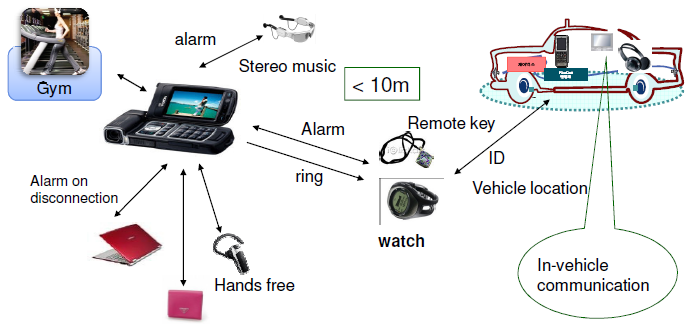 Gym
alarm
Stereo music
< 10m
Alarm
Remote key
ring
ID
Vehicle location
watch
Alarm on
disconnection
Hands free
In-vehicle
communication